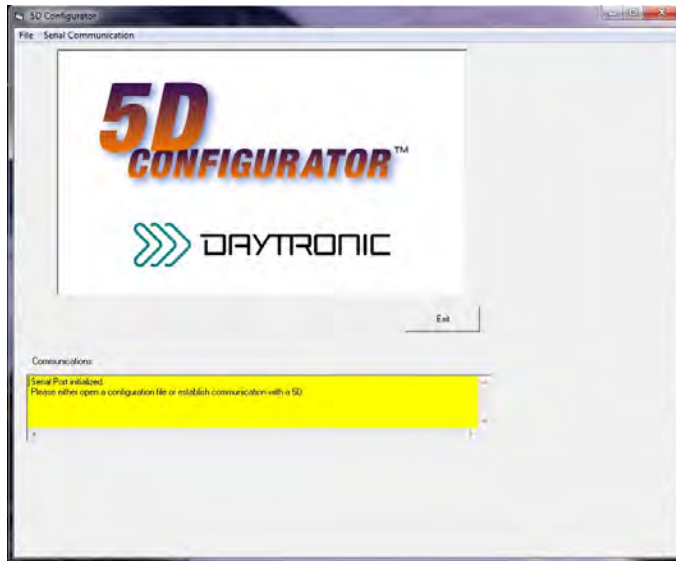 5D Configurator
File Serial Communication
5D
CONFIGURATOR™
DAYTRONIC
Exit
Communications
Serial Port initialized
Please either open a configuration file or establish communication with a 5D